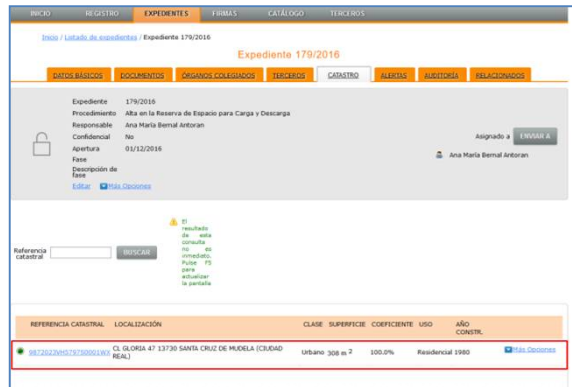 INICIO REGISTRO EXPEDIENTES FIRMAS CATÁLOGO TERCEROS
Inicio / Listado de expedientes / Expediente 179/2016
Expediente 179/2016
DATOS BÁSICOS DOCUMENTOS ÓRGANOS COLEGIADOS TERCEROS CATASTRO ALERTAS AUDITORÍA RELACIONADOS
Expediente 179/2016
Procedimiento Alta en la Reserva de Espacio para Carga y Descarga
Responsable Ana María Bernal Antoran
Confidencial No
Apertura 01/12/2016
Fase
Descripción de
fase
Editar Más Opciones
Asignado a ENVIAR A
Ana María Bernal Antoran
El
resultado
de esta
consulta
no es
inmediato.
Pulse F5
para
actualizar
la pantalla
Referencia
catastral
BUSCAR
REFERENCIA CATASTRAL LOCALIZACIÓN CLASE SUPERFICIE COEFICIENTE USO AÑO
CONSTR.
9872023VH5797S0001WX CL GLORIA 47 13730 SANTA CRUZ DE MUDELA (CIUDAD
REAL) Urbano 308 m 2 100.0% Residencial 1980 Más Opciones